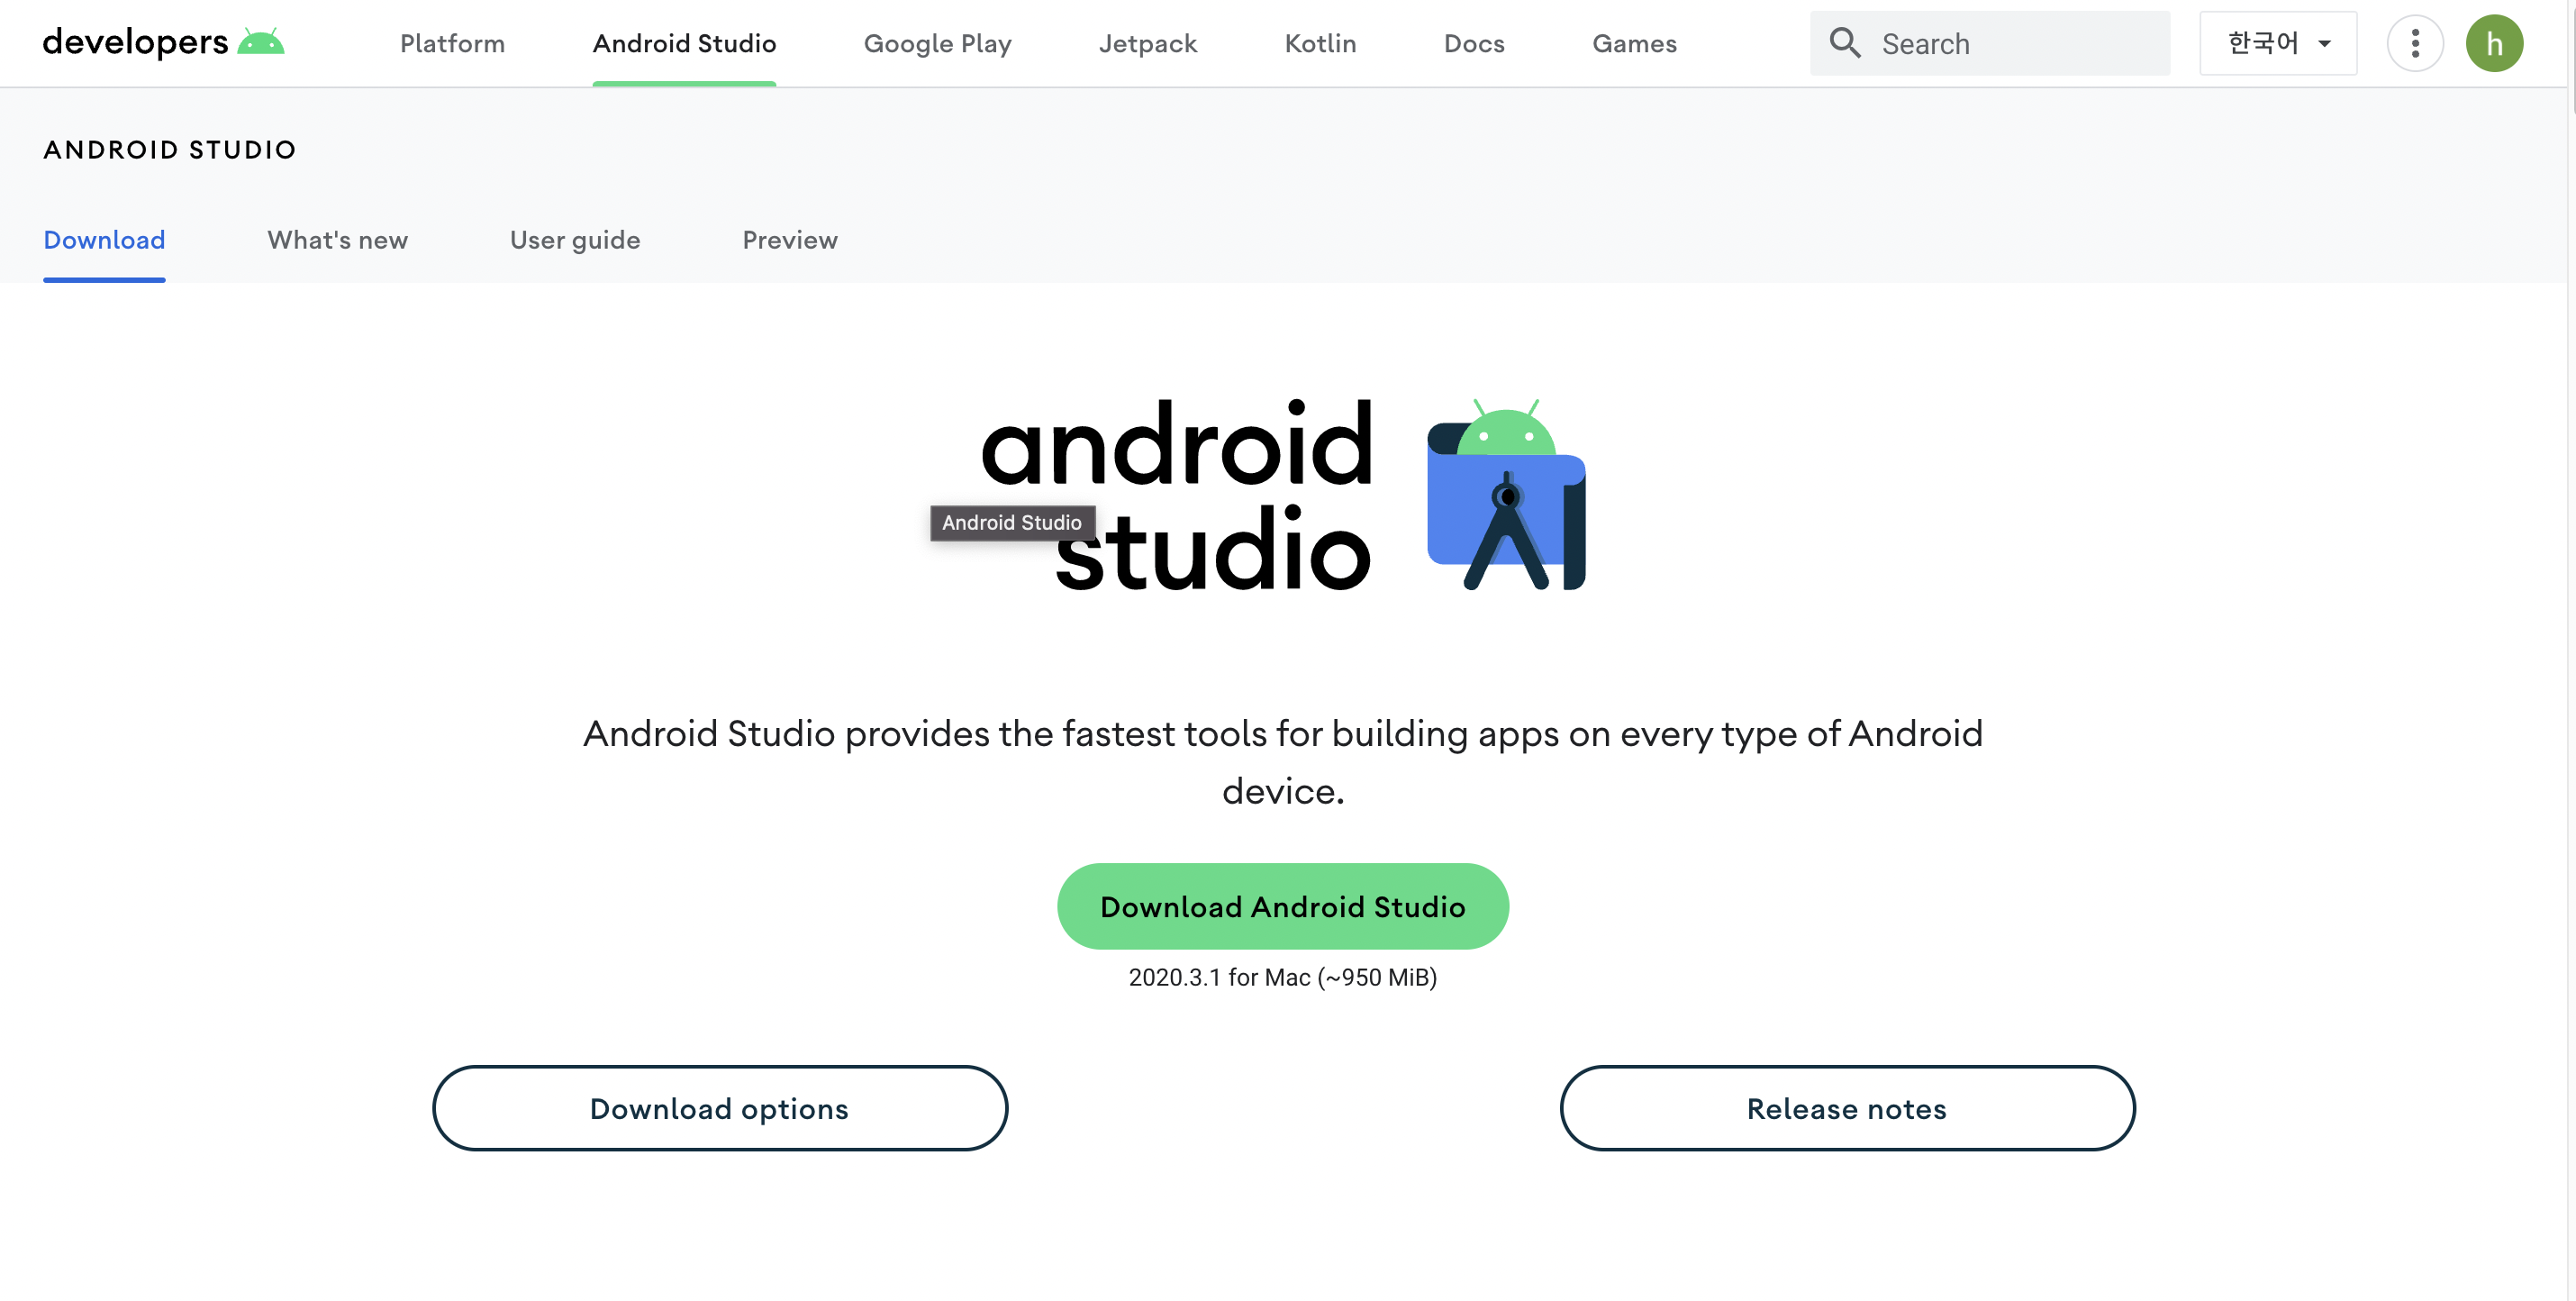 developers Platform Android Studio Google Play Jetpack Kotlin Docs Games Search 한국어 h
ANDROID STUDIO
Download What's new User guide Preview
android
Android Studio
studio
Android Studio provides the fastest tools for building apps on every type of Android
device.
Download Android Studio
2020.3.1 for Mac (~950 MiB)
Download options Release notes